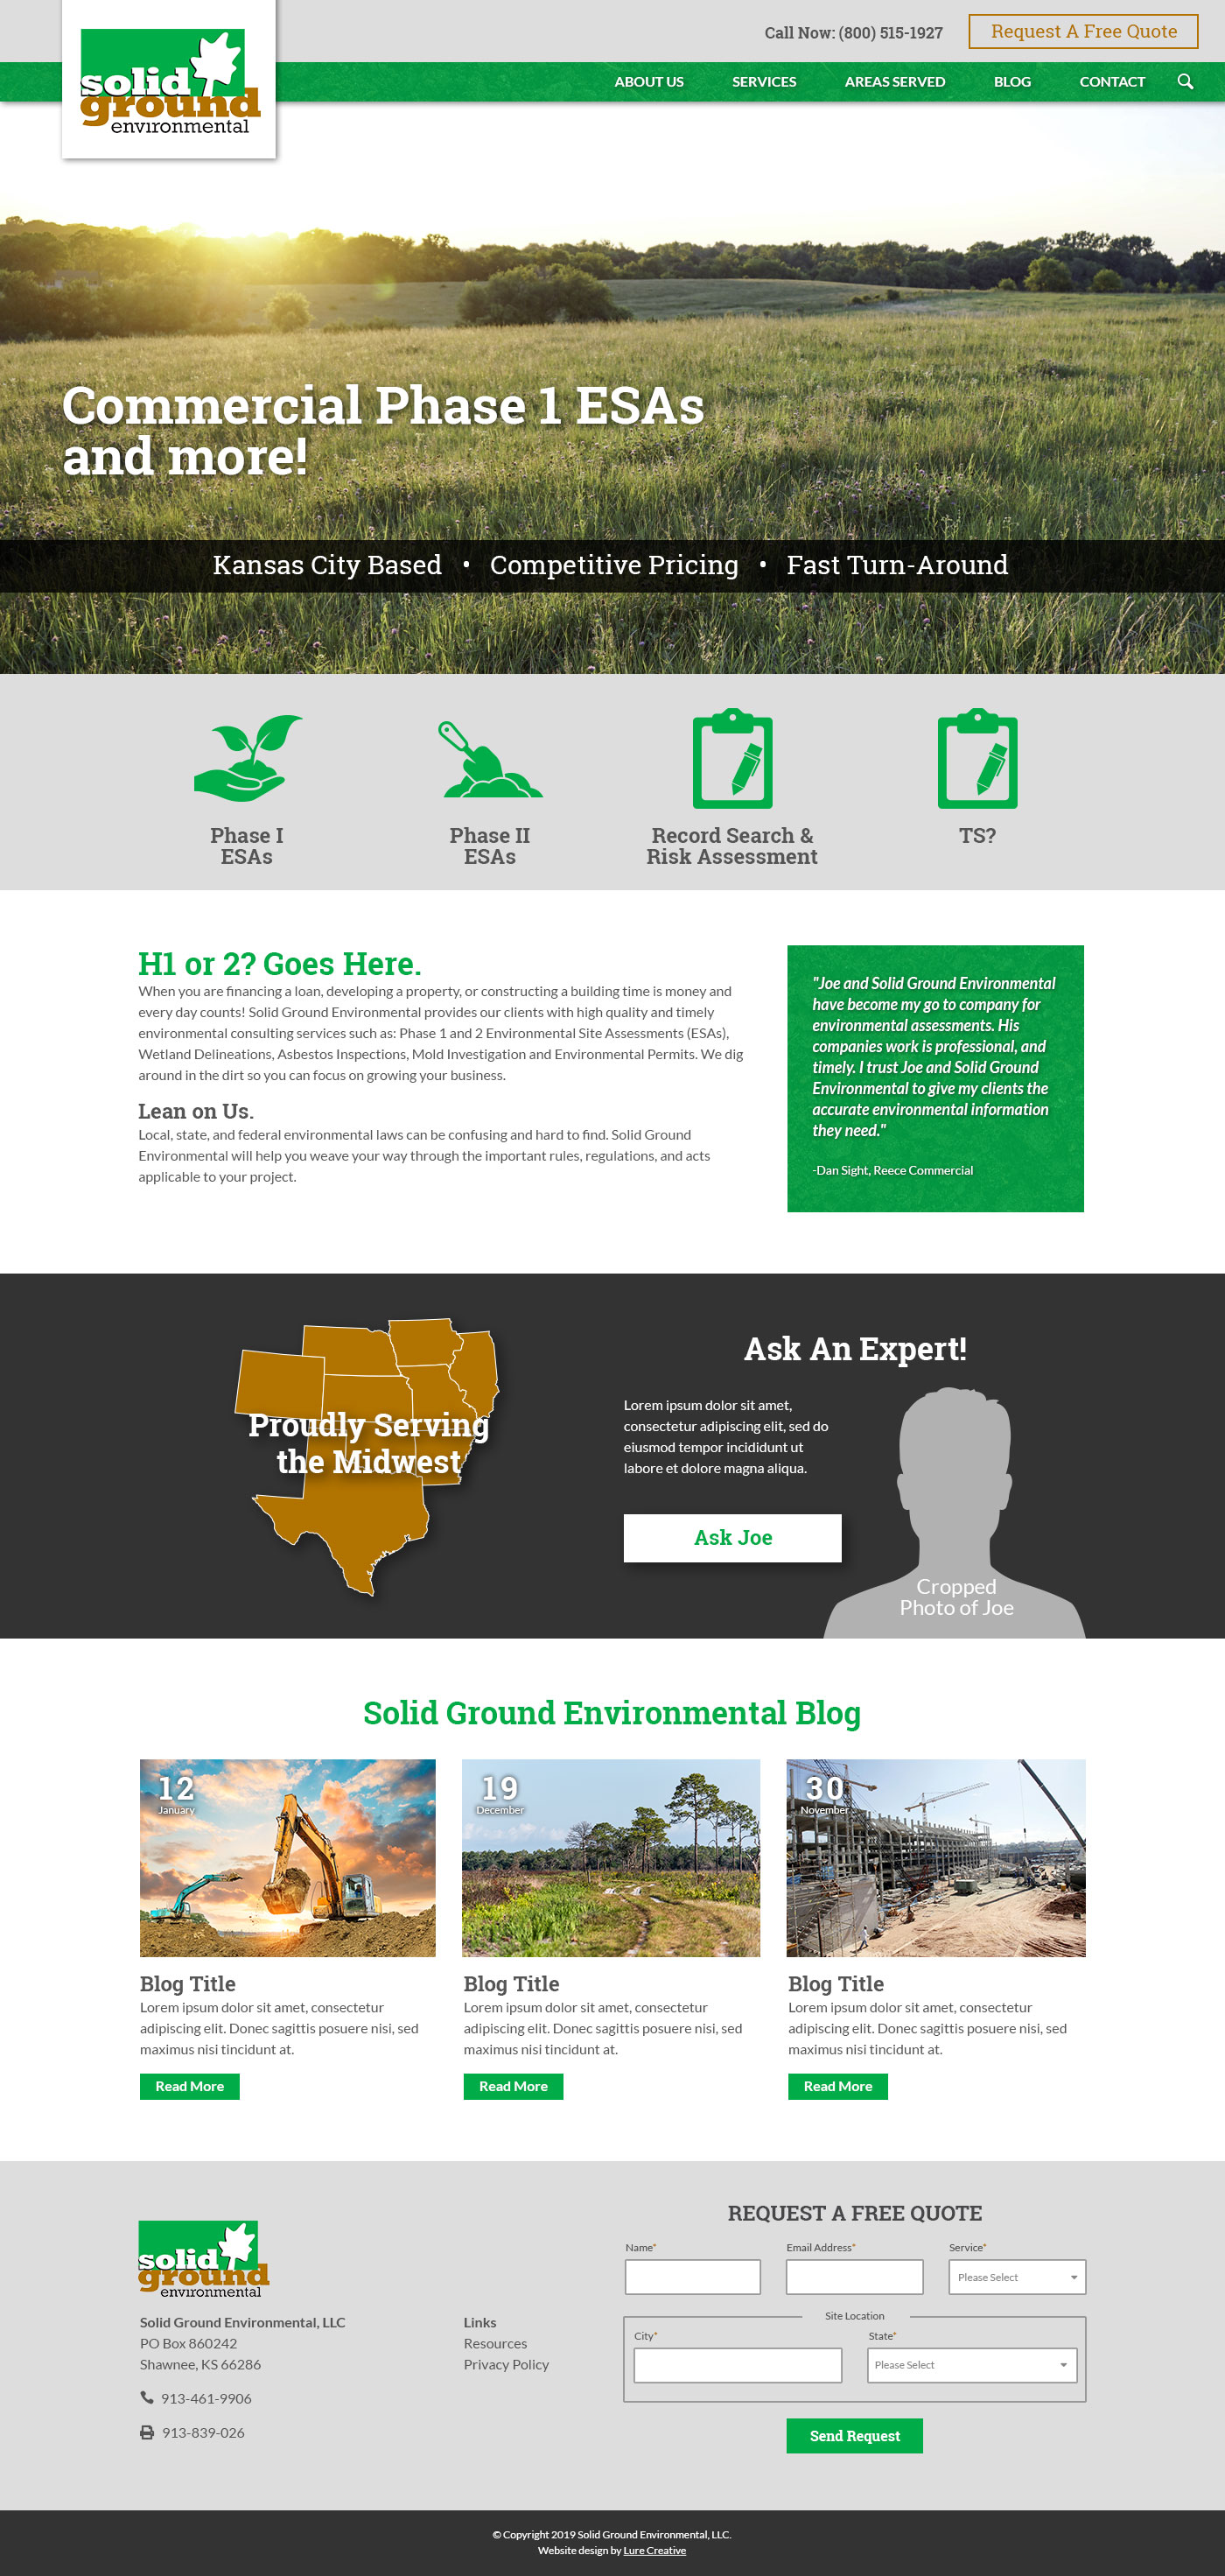 Call Now: (800) 515-1927
Request A Free Quote
solid
ground
environmental
ABOUT US
SERVICES
AREAS SERVED
BLOG
CONTACT
Commercial Phase 1 ESAs
and more!
Kansas City Based • Competitive Pricing • Fast Turn-Around
Phase I
ESAs
Phase II
ESAs
Record Search &
Risk Assessment
TS?
H1 or 2? Goes Here.
When you are financing a loan, developing a property, or constructing a building time is money and
every day counts! Solid Ground Environmental provides our clients with high quality and timely
environmental consulting services such as: Phase 1 and 2 Environmental Site Assessments (ESAs),
Wetland Delineations, Asbestos Inspections, Mold Investigation and Environmental Permits. We dig
around in the dirt so you can focus on growing your business.
Lean on Us.
Local, state, and federal environmental laws can be confusing and hard to find. Solid Ground
Environmental will help you weave your way through the important rules, regulations, and acts
applicable to your project.
"Joe and Solid Ground Environmental
have become my go to company for
environmental assessments. His
companies work is professional, and
timely. I trust Joe and Solid Ground
Environmental to give my clients the
accurate environmental information
they need."
-Dan Sight, Reece Commercial
Proudly Serving
the Midwest
Ask An Expert!
Lorem ipsum dolor sit amet,
consectetur adipiscing elit, sed do
eiusmod tempor incididunt ut
labore et dolore magna aliqua.
Ask Joe
Cropped
Photo of Joe
Solid Ground Environmental Blog
12
January
Blog Title
Lorem ipsum dolor sit amet, consectetur
adipiscing elit. Donec sagittis posuere nisi, sed
maximus nisi tincidunt at.
Read More
19
December
Blog Title
Lorem ipsum dolor sit amet, consectetur
adipiscing elit. Donec sagittis posuere nisi, sed
maximus nisi tincidunt at.
Read More
30
November
Blog Title
Lorem ipsum dolor sit amet, consectetur
adipiscing elit. Donec sagittis posuere nisi, sed
maximus nisi tincidunt at.
Read More
solid
ground
environmental
Solid Ground Environmental, LLC
PO Box 860242
Shawnee, KS 66286
913-461-9906
913-839-026
Links
Resources
Privacy Policy
REQUEST A FREE QUOTE
Name*
Email Address*
Service*
Please Select
Site Location
City*
State*
Please Select
Send Request
© Copyright 2019 Solid Ground Environmental, LLC.
Website design by Lure Creative